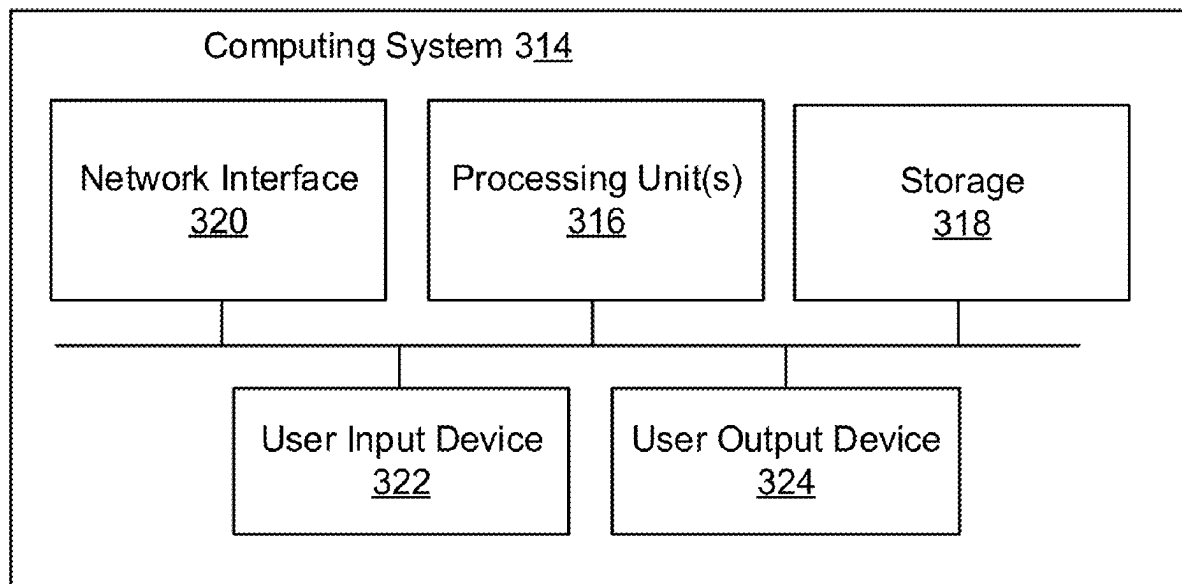 Computing System 314
Network Interface
320
Processing Unit(s)
316
Storage
318
User Input Device
322
User Output Device
324